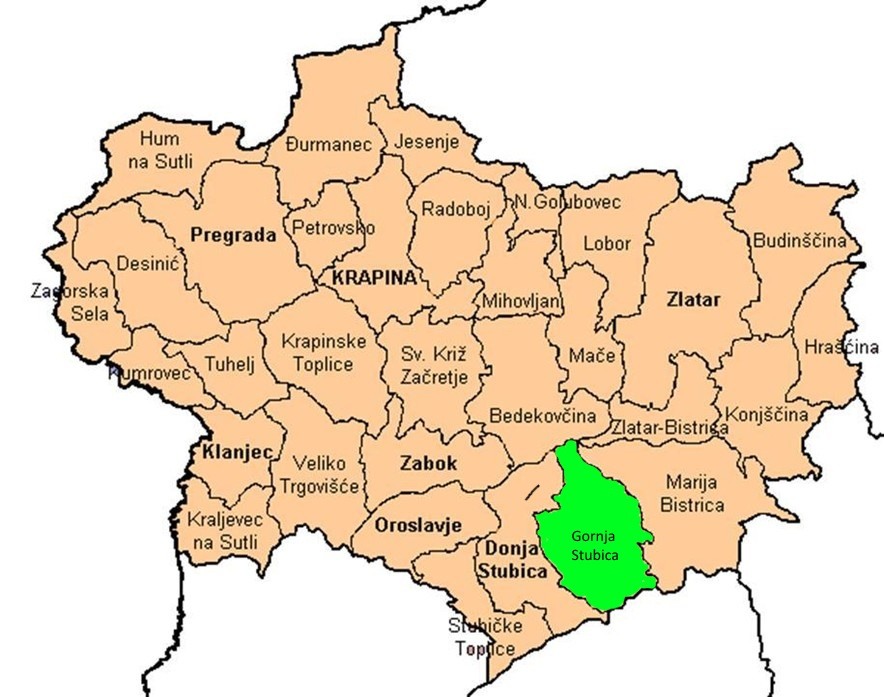 Hum
na Sutli
Đurmanec
Jesenje
Pregrada
Petrovsko
Radoboj
N.Golubovec
Lobor
Budinščina
Desinić
KRAPINA
Zagorska
Sela
Mihovljan
Zlatar
Krapinske
Toplice
Sv. Križ
Začretje
Mače
Hrašćina
Kumrovec
Tuhelj
Bedekovčina
Zlatar-Bistrica
Konjščina
Klanjec
Veliko
Trgovišće
Zabok
Marija
Bistrica
Kraljevec
na Sutli
Oroslavje
Donja
Stubica
Gornja
Stubica
Stubičke
Toplice